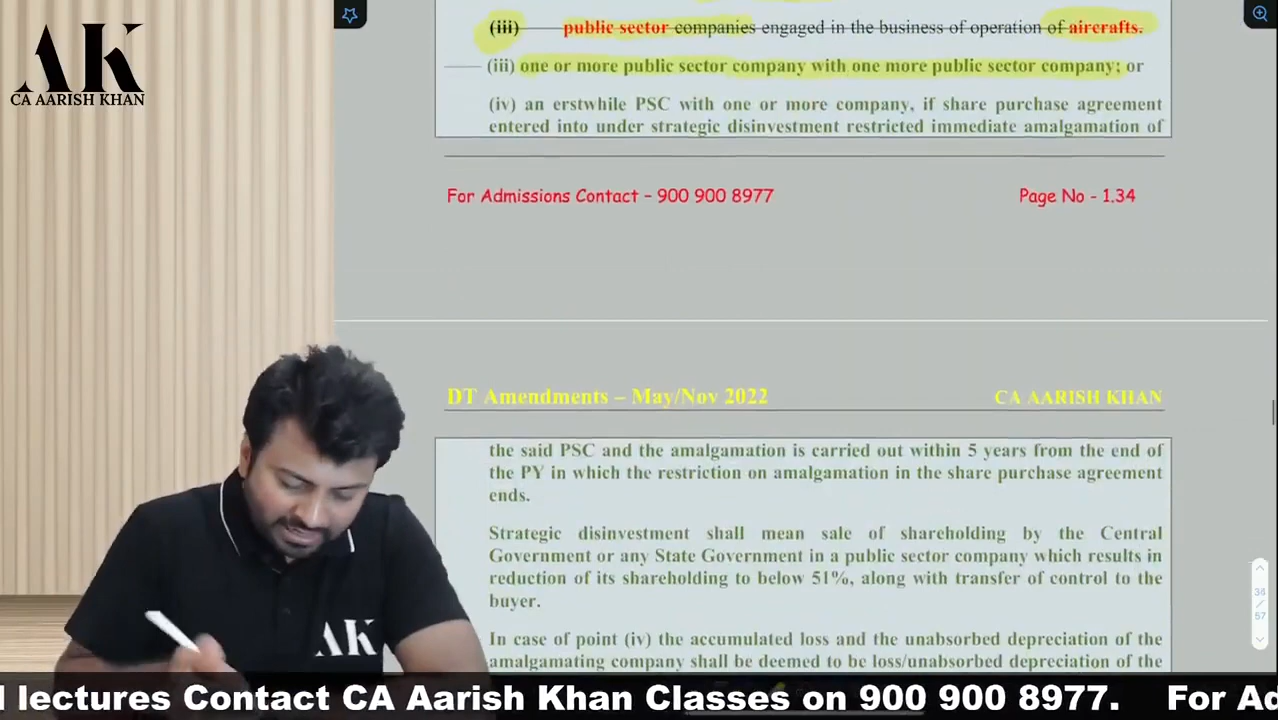 AK
CA AARISH KHAN
(iii) public sector companies engaged in the business of operation of aircrafts.
(iii) one or more public sector company with one more public sector company; or
(iv) an erstwhile PSC with one or more company, if share purchase agreement
entered into under strategic disinvestment restricted immediate amalgamation of
For Admissions Contact – 900 900 8977
Page No - 1.34
DT Amendments – May/Nov 2022
CA AARISH KHAN
the said PSC and the amalgamation is carried out within 5 years from the end of
the PY in which the restriction on amalgamation in the share purchase agreement
ends.
Strategic disinvestment shall mean sale of shareholding by the Central
Government or any State Government in a public sector company which results in
reduction of its shareholding to below 51%, along with transfer of control to the
buyer.
In case of point (iv) the accumulated loss and the unabsorbed depreciation of the
amalgamating company shall be deemed to be loss/unabsorbed depreciation of the
36
/
57
AK
l lectures Contact CA Aarish Khan Classes on 900 900 8977. For Ad